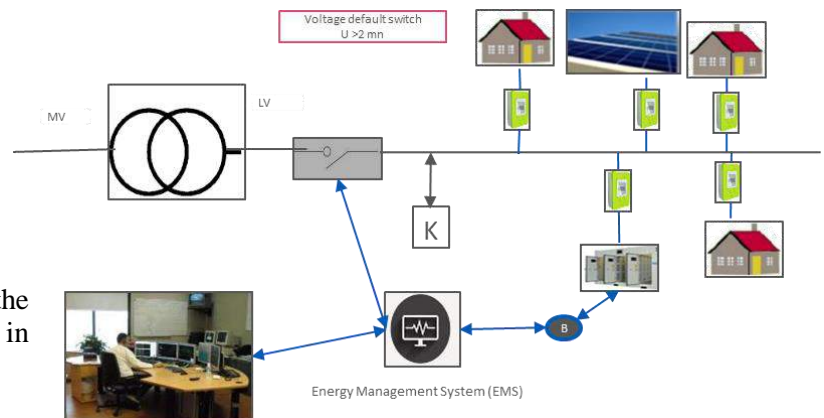 Voltage default switch
U >2 mn
MV
LV
K
the
in
B
Energy Management System (EMS)